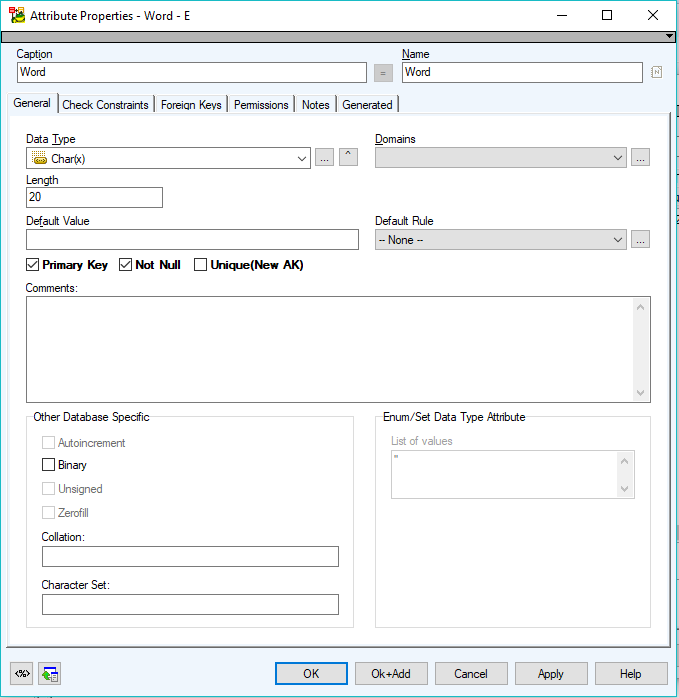 Attribute Properties - Word - E
Caption
Name
Word
=
Word
N
General Check Constraints Foreign Keys Permissions Notes Generated
Data Type
Domains
Char(x)
...
^
...
Length
20
Default Value
Default Rule
-- None --
...
Primary Key Not Null Unique(New AK)
Comments:
Other Database Specific
Enum/Set Data Type Attribute
Autoincrement
List of values
Binary
''
Unsigned
Zerofill
Collation:
Character Set:
<%>
OK Ok+Add Cancel Apply Help